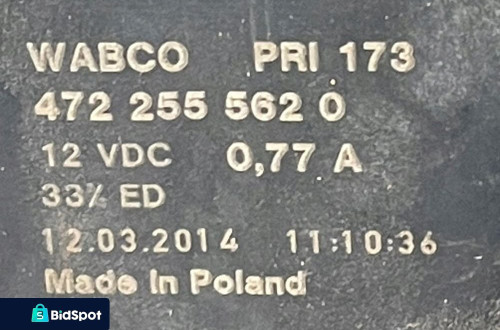 WABCO PRI 173
472 255 562 0
12 VDC 0,77 A
33% ED
12.03.2014 11:10:36
Made In Poland
S BidSpot